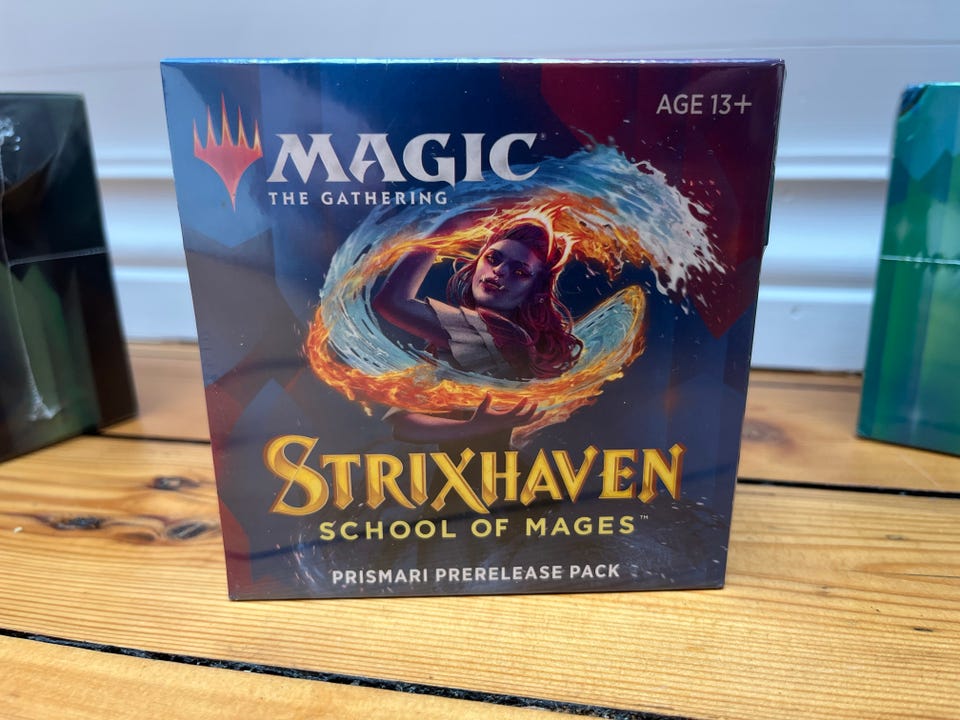 AGE 13+
MAGIC
THE GATHERING
STRIXHAVEN
SCHOOL OF MAGES™
PRISMARI PRERELEASE PACK